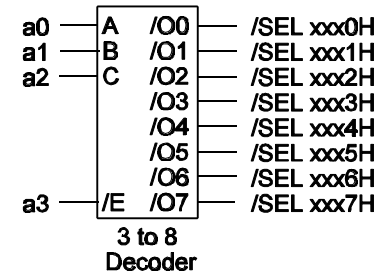 a0 A /O0 /SEL xxx0H
a1 B /O1 /SEL xxx1H
a2 C /O2 /SEL xxx2H
/O3 /SEL xxx3H
/O4 /SEL xxx4H
/O5 /SEL xxx5H
/O6 /SEL xxx6H
a3 /E /O7 /SEL xxx7H
3 to 8
Decoder